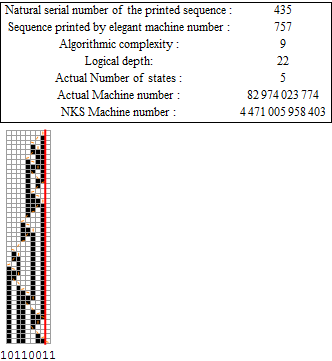 Natural serial number of the printed sequence : 435
Sequence printed by elegant machine number : 757
Algorithmic complexity : 9
Logical depth: 22
Actual Number of states : 5
Actual Machine number : 82 974 023 774
NKS Machine number : 4 471 005 958 403
10110011